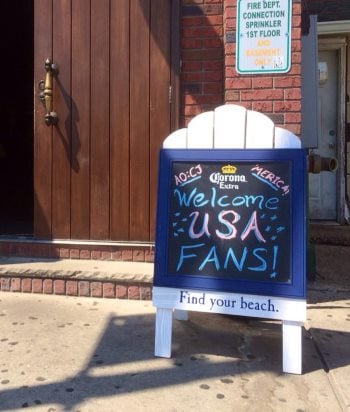 FIRE DEPT.
CONNECTION
SPRINKLER
1ST FLOOR
AND
BASEMENT
ONLY
Corona
Extra
AO:CJ MERICA!
Welcome
USA
FANS!
Find your beach.